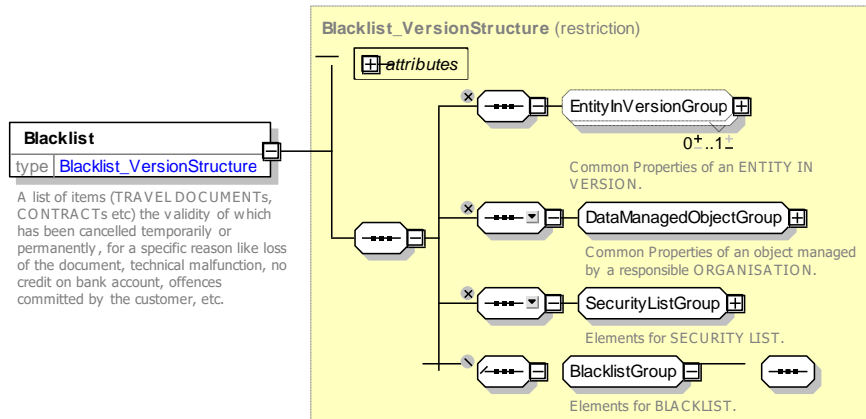 Blacklist_VersionStructure (restriction)
attributes
EntityInVersionGroup
0..1
Common Properties of an ENTITY IN
VERSION.
Blacklist
type Blacklist_VersionStructure
A list of items (TRAVEL DOCUMENTs,
CONTRACTs etc) the validity of which
has been cancelled temporarily or
permanently, for a specific reason like loss
of the document, technical malfunction, no
credit on bank account, offences
committed by the customer, etc.
DataManagedObjectGroup
Common Properties of an object managed
by a responsible ORGANISATION.
SecurityListGroup
Elements for SECURITY LIST.
BlacklistGroup
Elements for BLACKLIST.